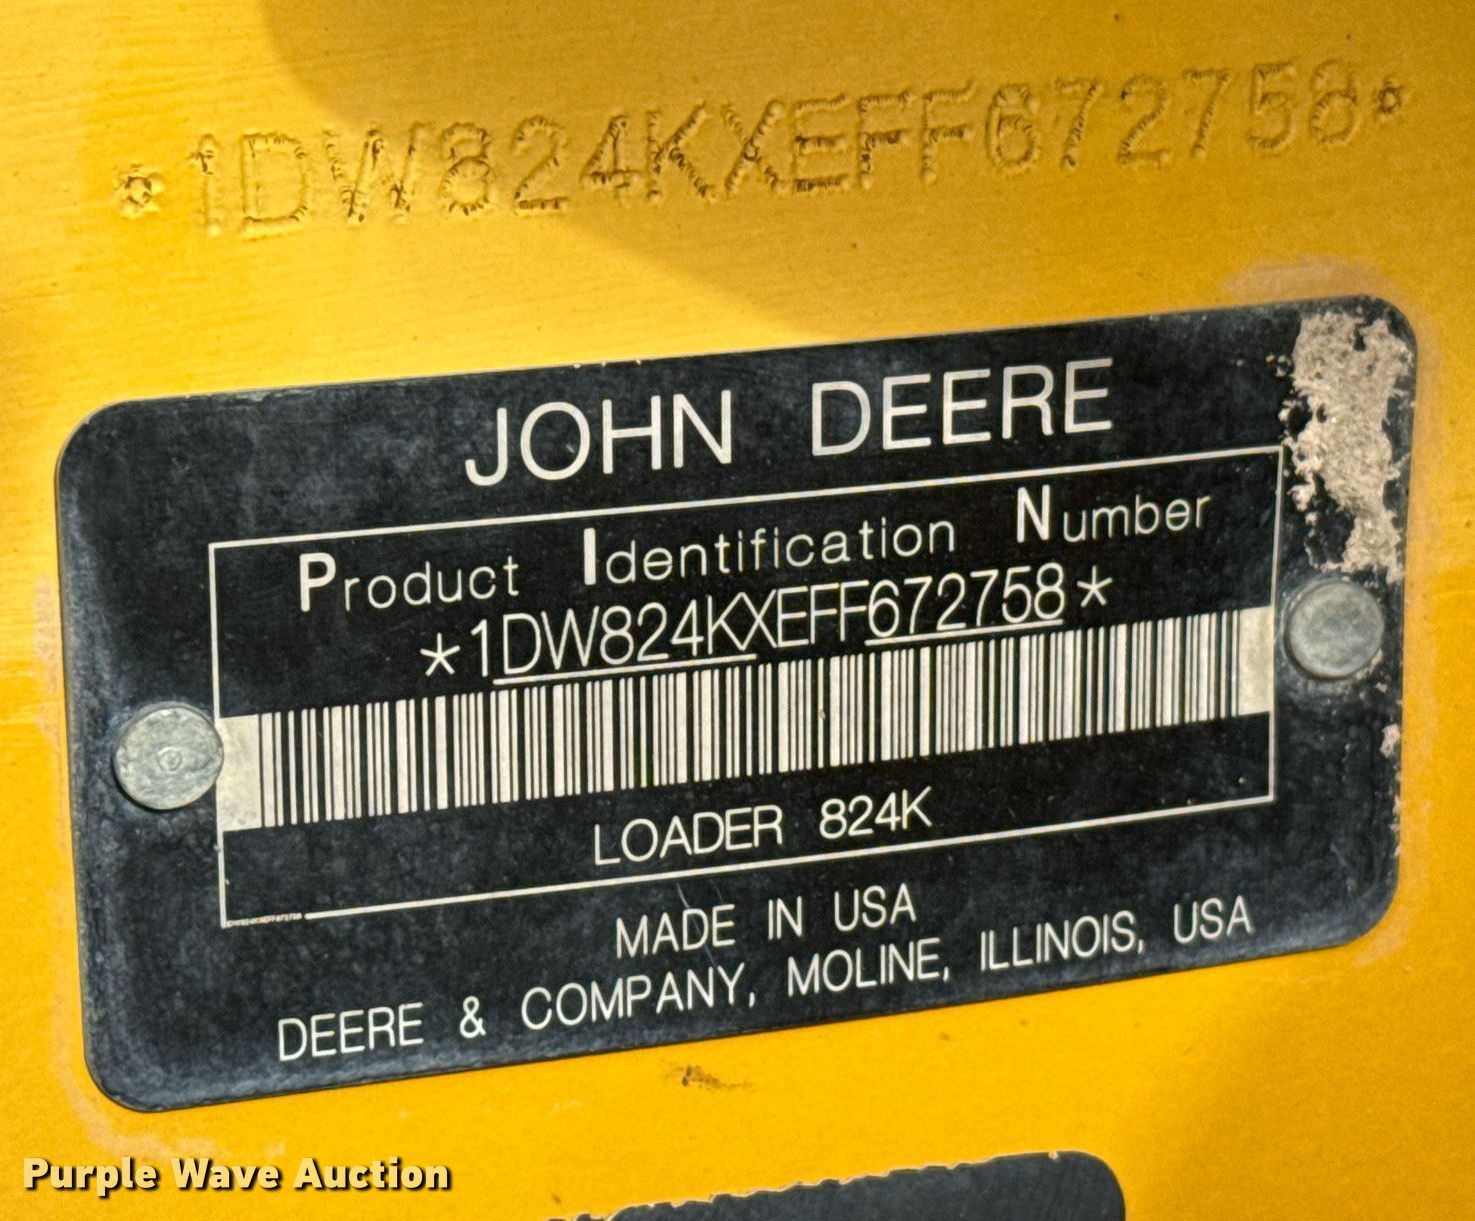 *1DW824KXEFF672758*
JOHN DEERE
Product Identification Number
*1DW824KXEFF672758*
LOADER 824K
MADE IN USA
DEERE & COMPANY, MOLINE, ILLINOIS, USA
Purple Wave Auction